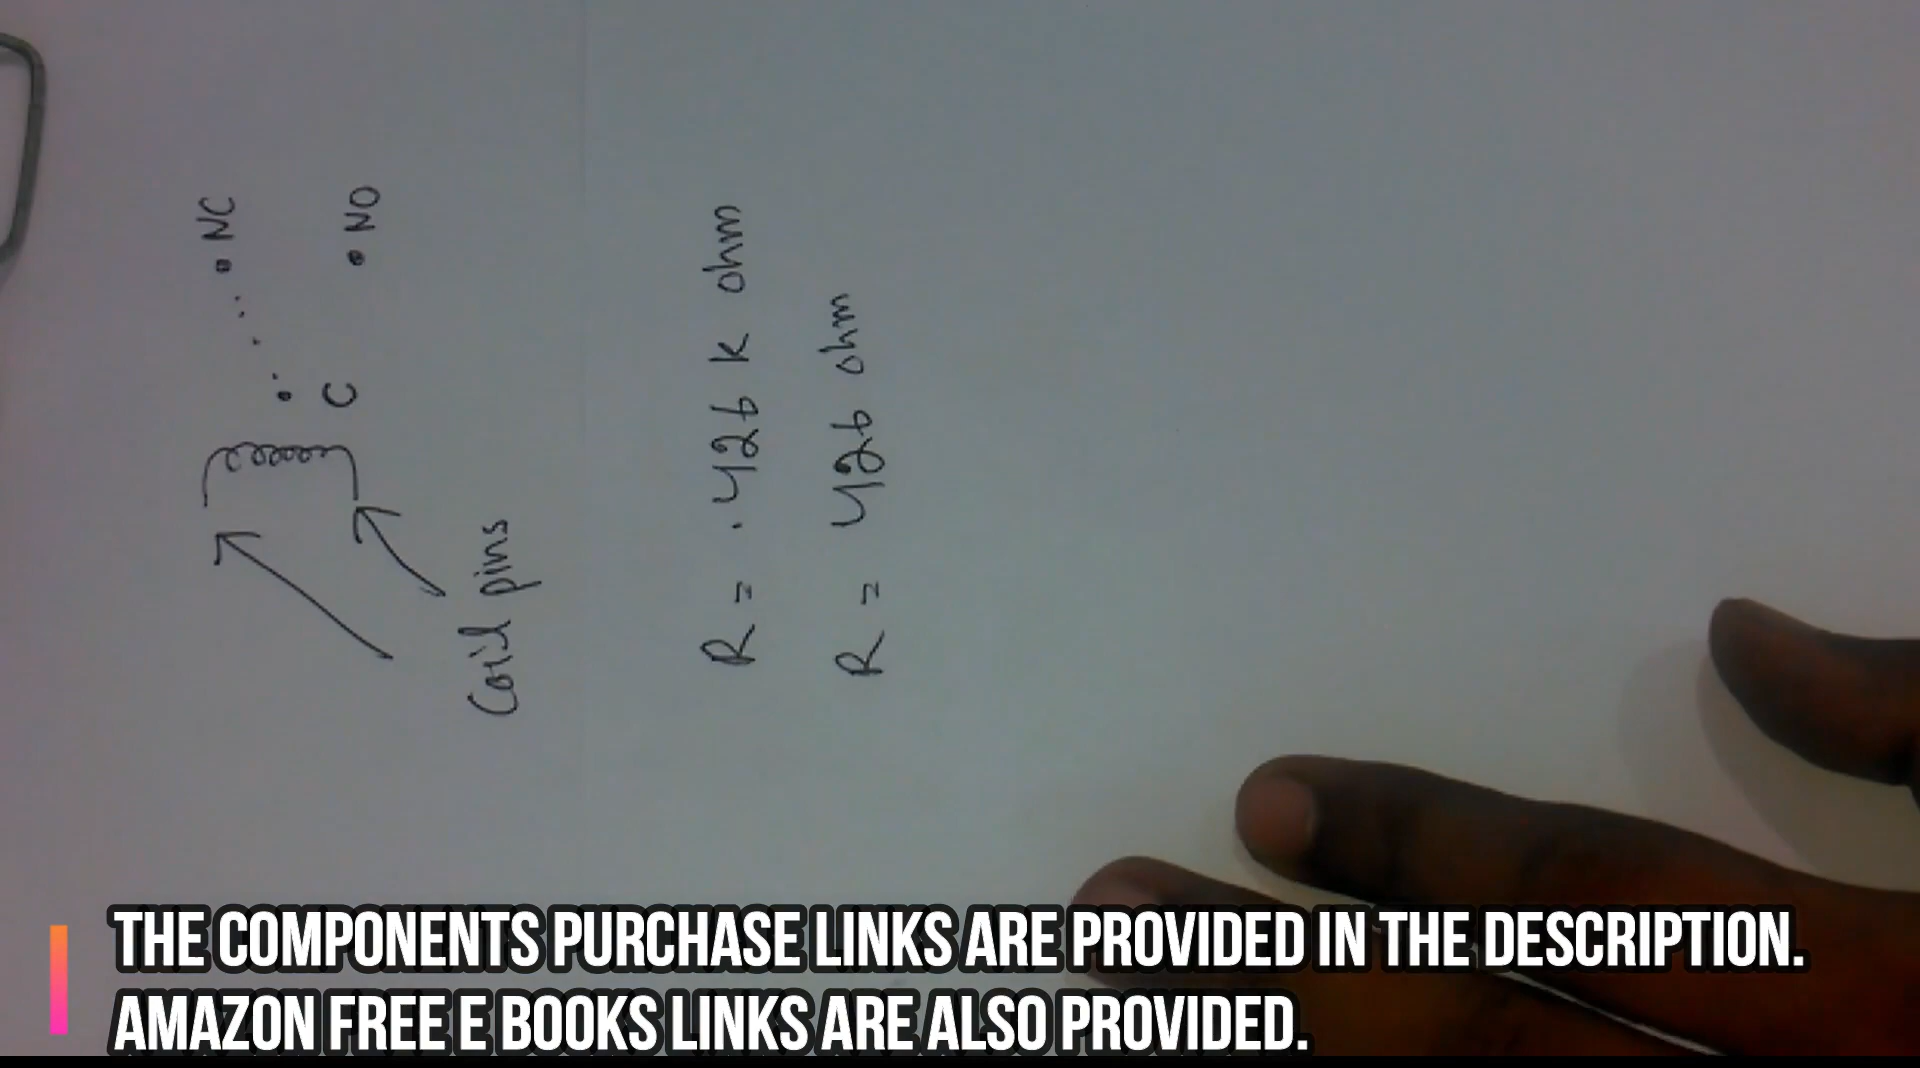 NC
NO
C
Coil pins
R = .426 k ohm
R = 426 ohm
THE COMPONENTS PURCHASE LINKS ARE PROVIDED IN THE DESCRIPTION.
AMAZON FREE E BOOKS LINKS ARE ALSO PROVIDED.